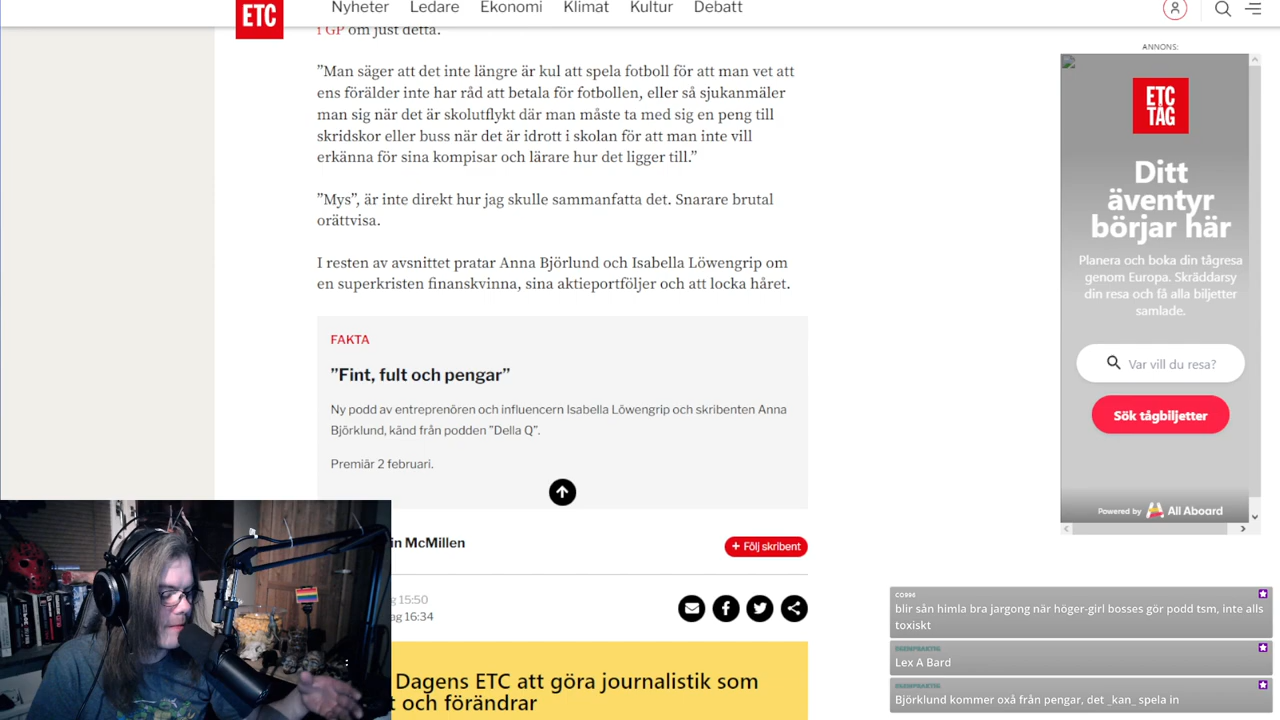 ETC
Nyheter Ledare Ekonomi Klimat Kultur Debatt
i GP om just detta.
”Man säger att det inte längre är kul att spela fotboll för att man vet att
ens förälder inte har råd att betala för fotbollen, eller så sjukanmäler
man sig när det är skolutflykt där man måste ta med sig en peng till
skridskor eller buss när det är idrott i skolan för att man inte vill
erkänna för sina kompisar och lärare hur det ligger till.”
”Mys”, är inte direkt hur jag skulle sammanfatta det. Snarare brutal
orättvisa.
I resten av avsnittet pratar Anna Björlund och Isabella Löwengrip om
en superkristen finanskvinna, sina aktieportföljer och att locka håret.
FAKTA
”Fint, fult och pengar”
Ny podd av entreprenören och influencern Isabella Löwengrip och skribenten Anna
Björklund, känd från podden ”Della Q”.
Premiär 2 februari.
in McMillen
+ Följ skribent
g 15:50
ag 16:34
Dagens ETC att göra journalistik som
t och förändrar
ANNONS:
ETC
TAG
Ditt
äventyr
börjar här
Planera och boka din tågresa
genom Europa. Skräddarsy
din resa och få alla biljetter
samlade.
Var vill du resa?
Sök tågbiljetter
Powered by All Aboard
blir sån himla bra jargong när höger-girl bosses gör podd tsm, inte alls
toxiskt
Lex A Bard
Björklund kommer oxå från pengar, det _kan_ spela in